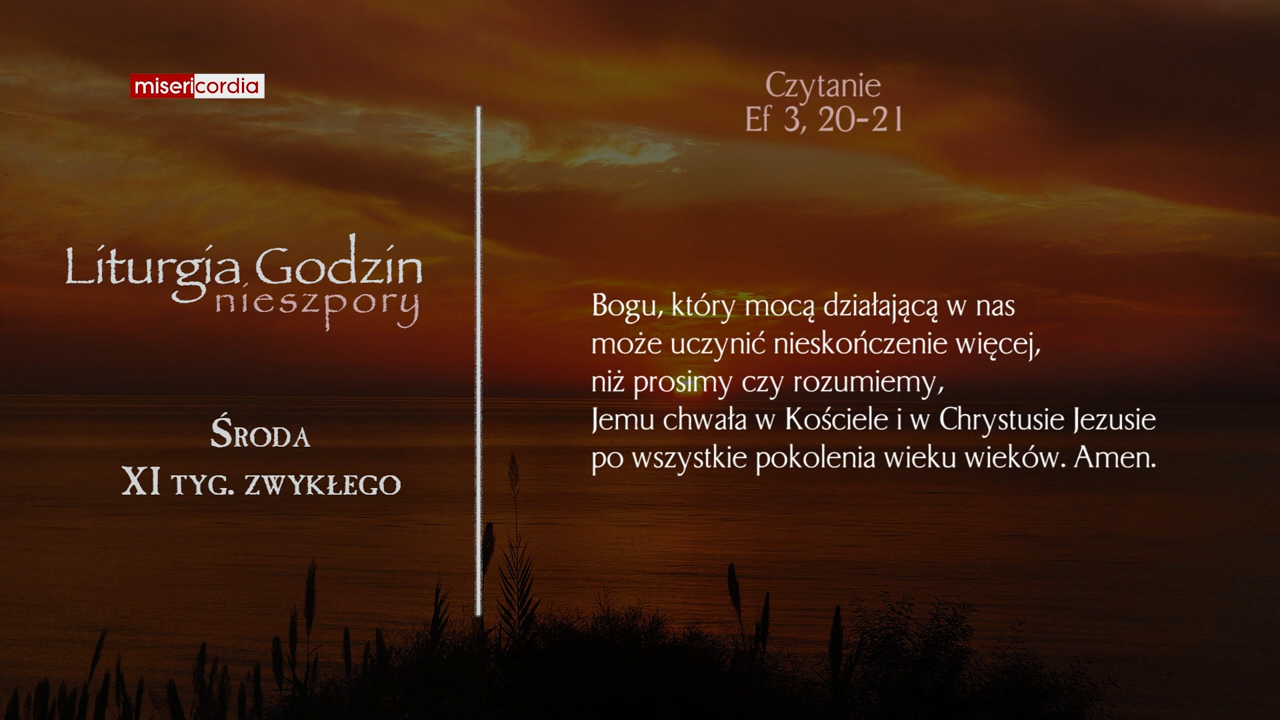 misericordia
Liturgia Godzin
nieszpory
Środa
XI tyg. zwykłego
Czytanie
Ef 3, 20-21
Bogu, który mocą działającą w nas
może uczynić nieskończenie więcej,
niż prosimy czy rozumiemy,
Jemu chwała w Kościele i w Chrystusie Jezusie
po wszystkie pokolenia wieku wieków. Amen.